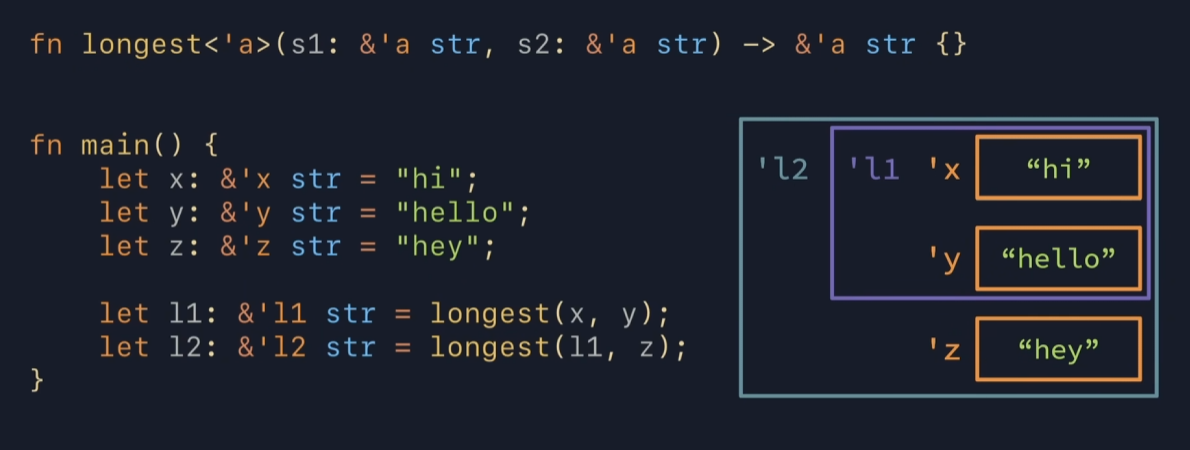 fn longest<'a>(s1: &'a str, s2: &'a str) -> &'a str {}
fn main() {
    let x: &'x str = "hi";
    let y: &'y str = "hello";
    let z: &'z str = "hey";
    let l1: &'l1 str = longest(x, y);
    let l2: &'l2 str = longest(l1, z);
}
'l2 'l1 'x “hi”
'y “hello”
'z “hey”